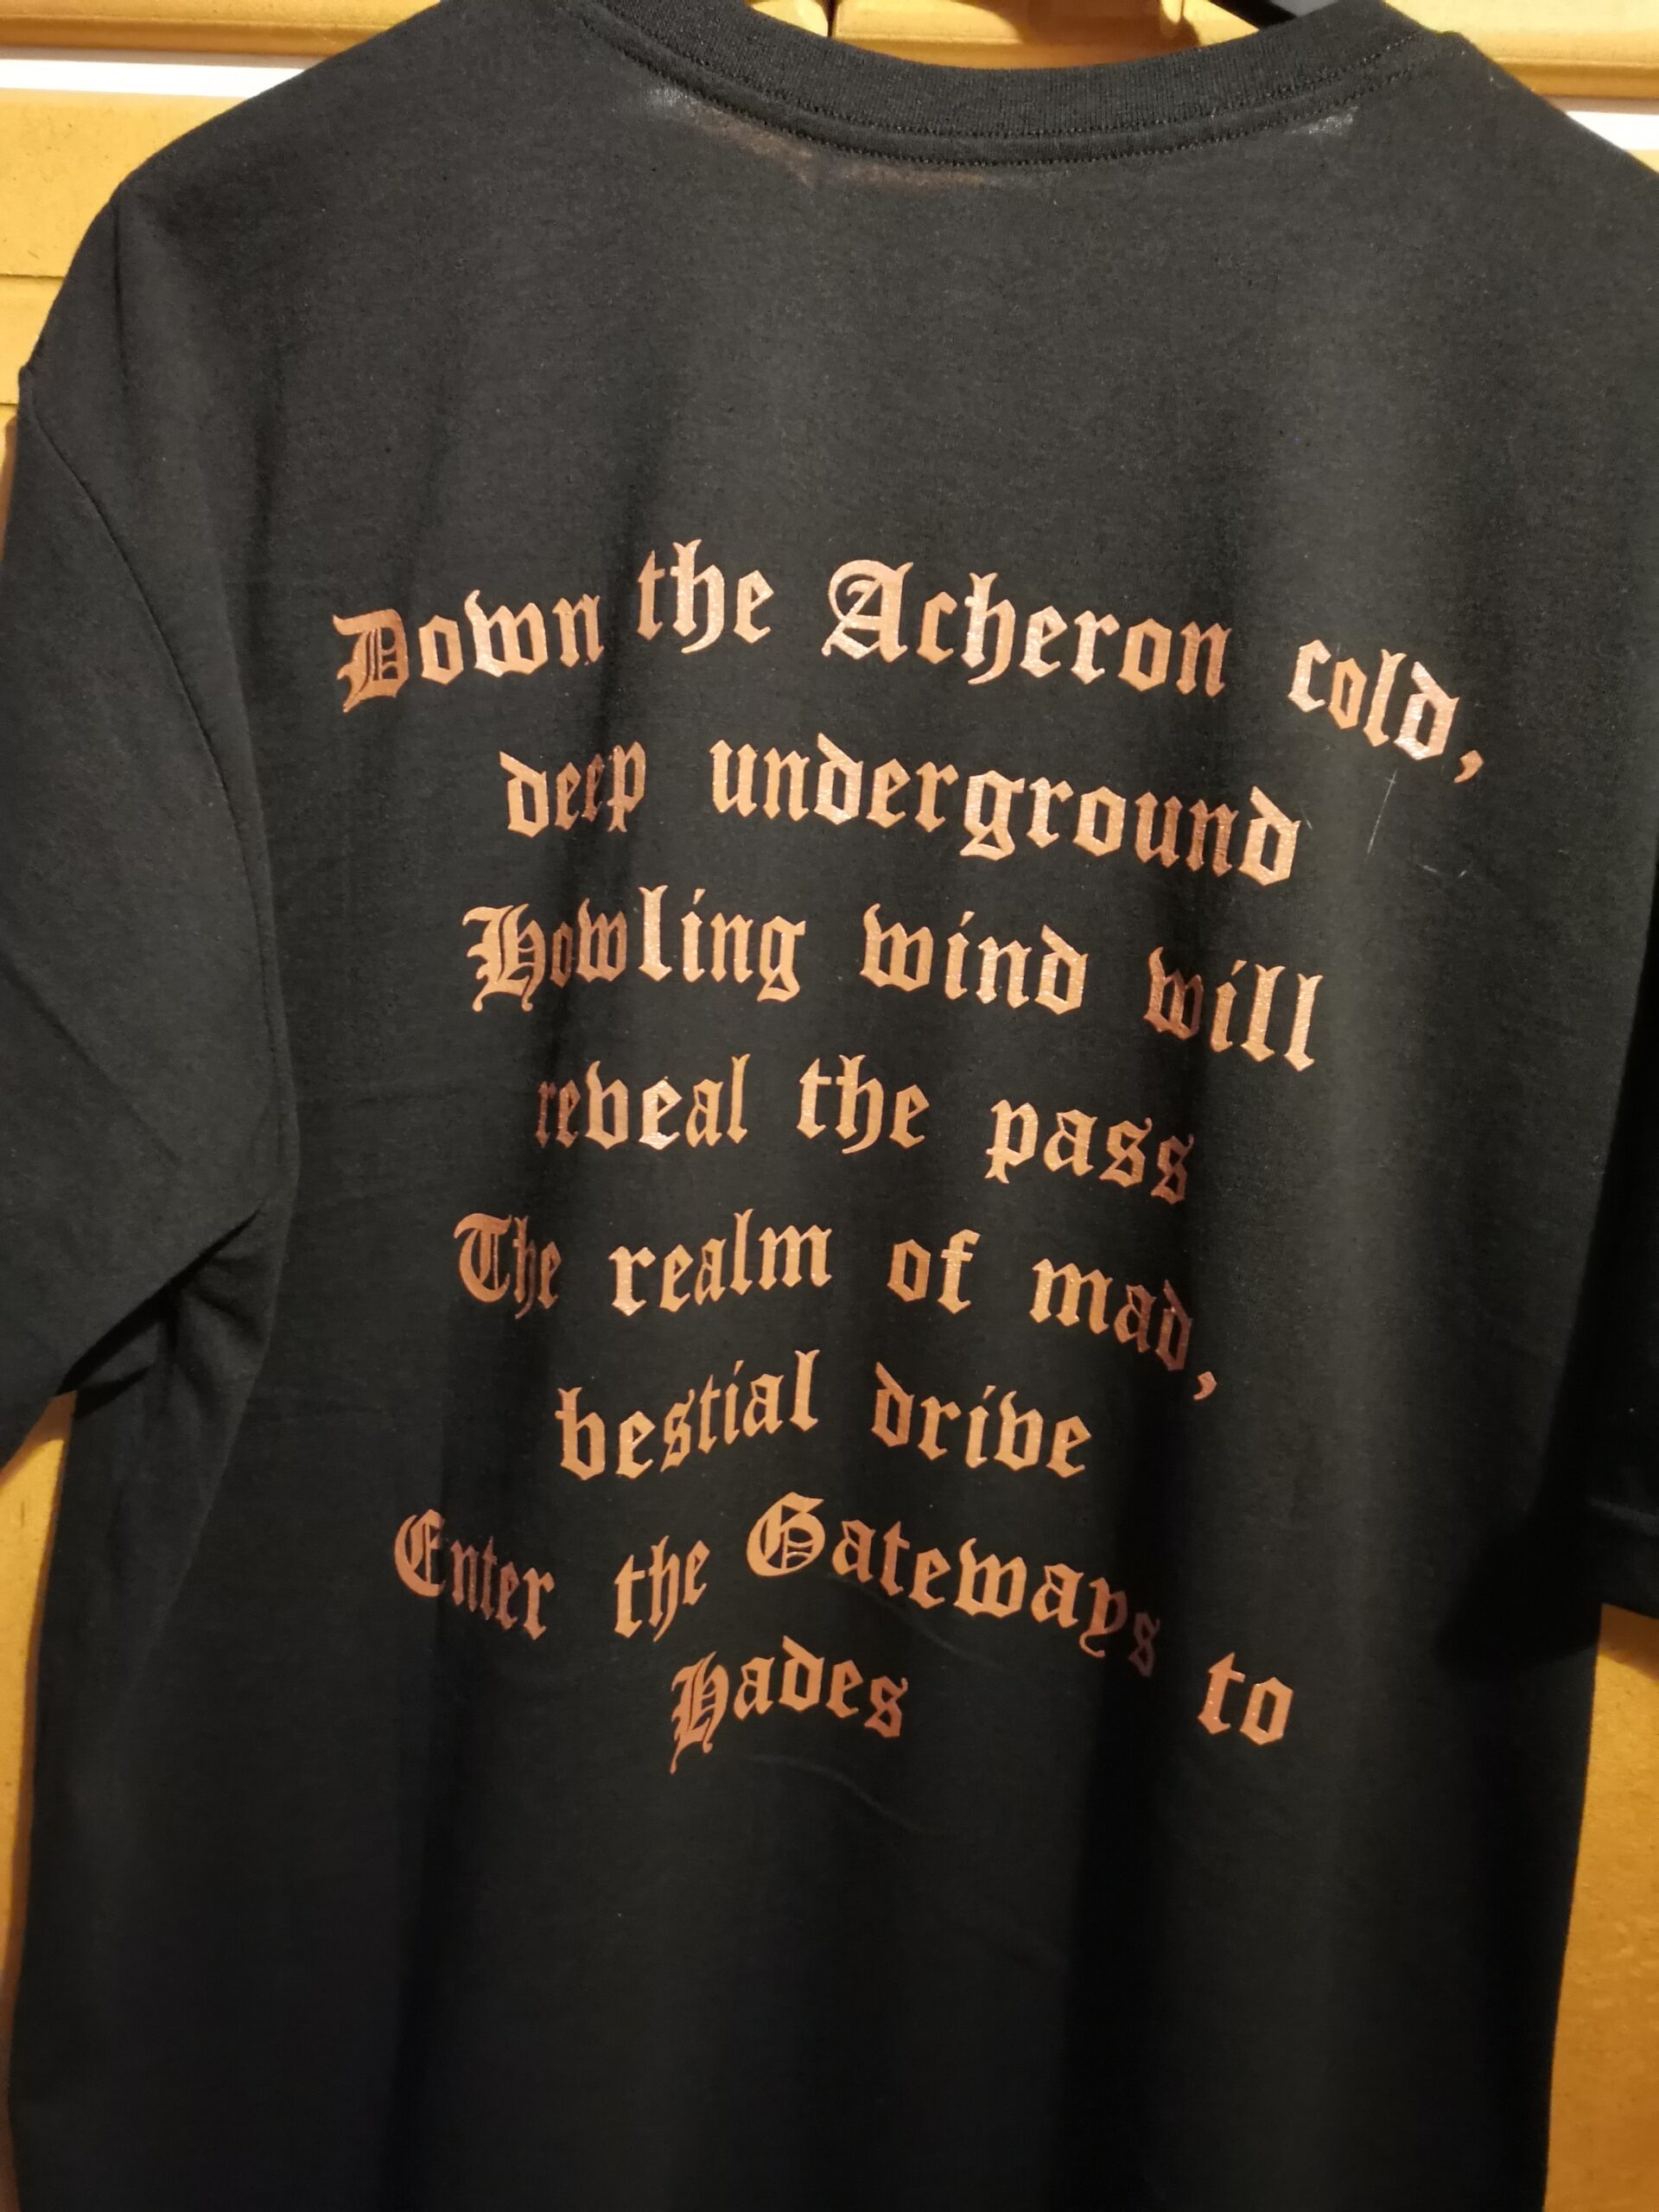 Down the Acheron cold,
deep underground
Howling wind will
reveal the pass
The realm of mad,
bestial drive
Enter the Gateways to
Hades